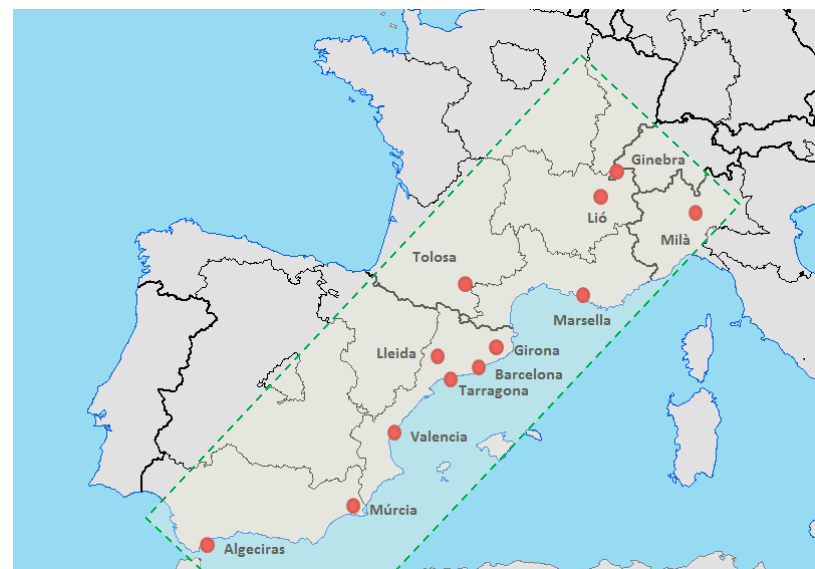 Ginebra
Lió
Milà
Tolosa
Marsella
Lleida
Girona
Barcelona
Tarragona
Valencia
Múrcia
Algeciras